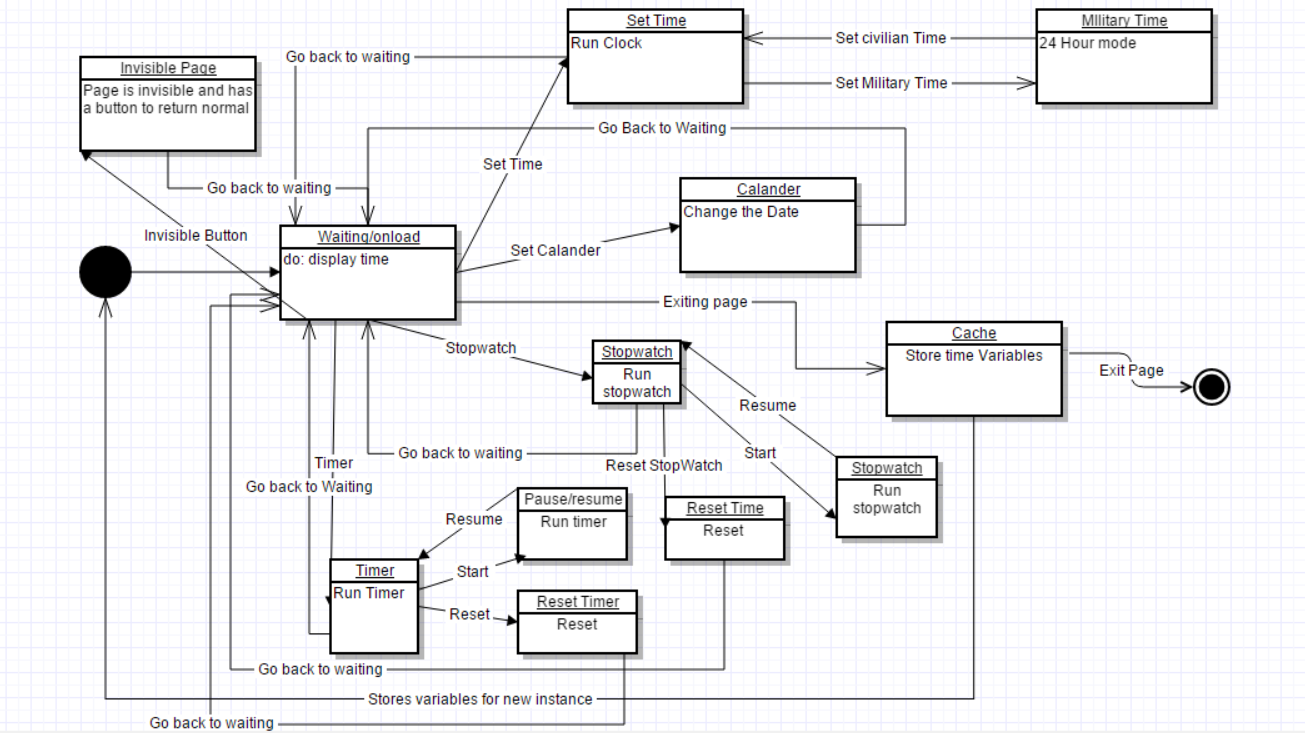 Set Time
Run Clock
MIlitary Time
24 Hour mode
Set civilian Time
Set Military Time
Go back to waiting
Invisible Page
Page is invisible and has
a button to return normal
Go Back to Waiting
Set Time
Go back to waiting
Calander
Change the Date
Invisible Button
Waiting/onload
do: display time
Set Calander
Exiting page
Cache
Store time Variables
Exit Page
Stopwatch
Stopwatch
Run
stopwatch
Resume
Go back to waiting
Start
Timer
Reset StopWatch
Go back to Waiting
Stopwatch
Run
stopwatch
Pause/resume
Run timer
Resume
Reset Time
Reset
Start
Timer
Run Timer
Reset
Reset Timer
Reset
Go back to waiting
Stores variables for new instance
Go back to waiting